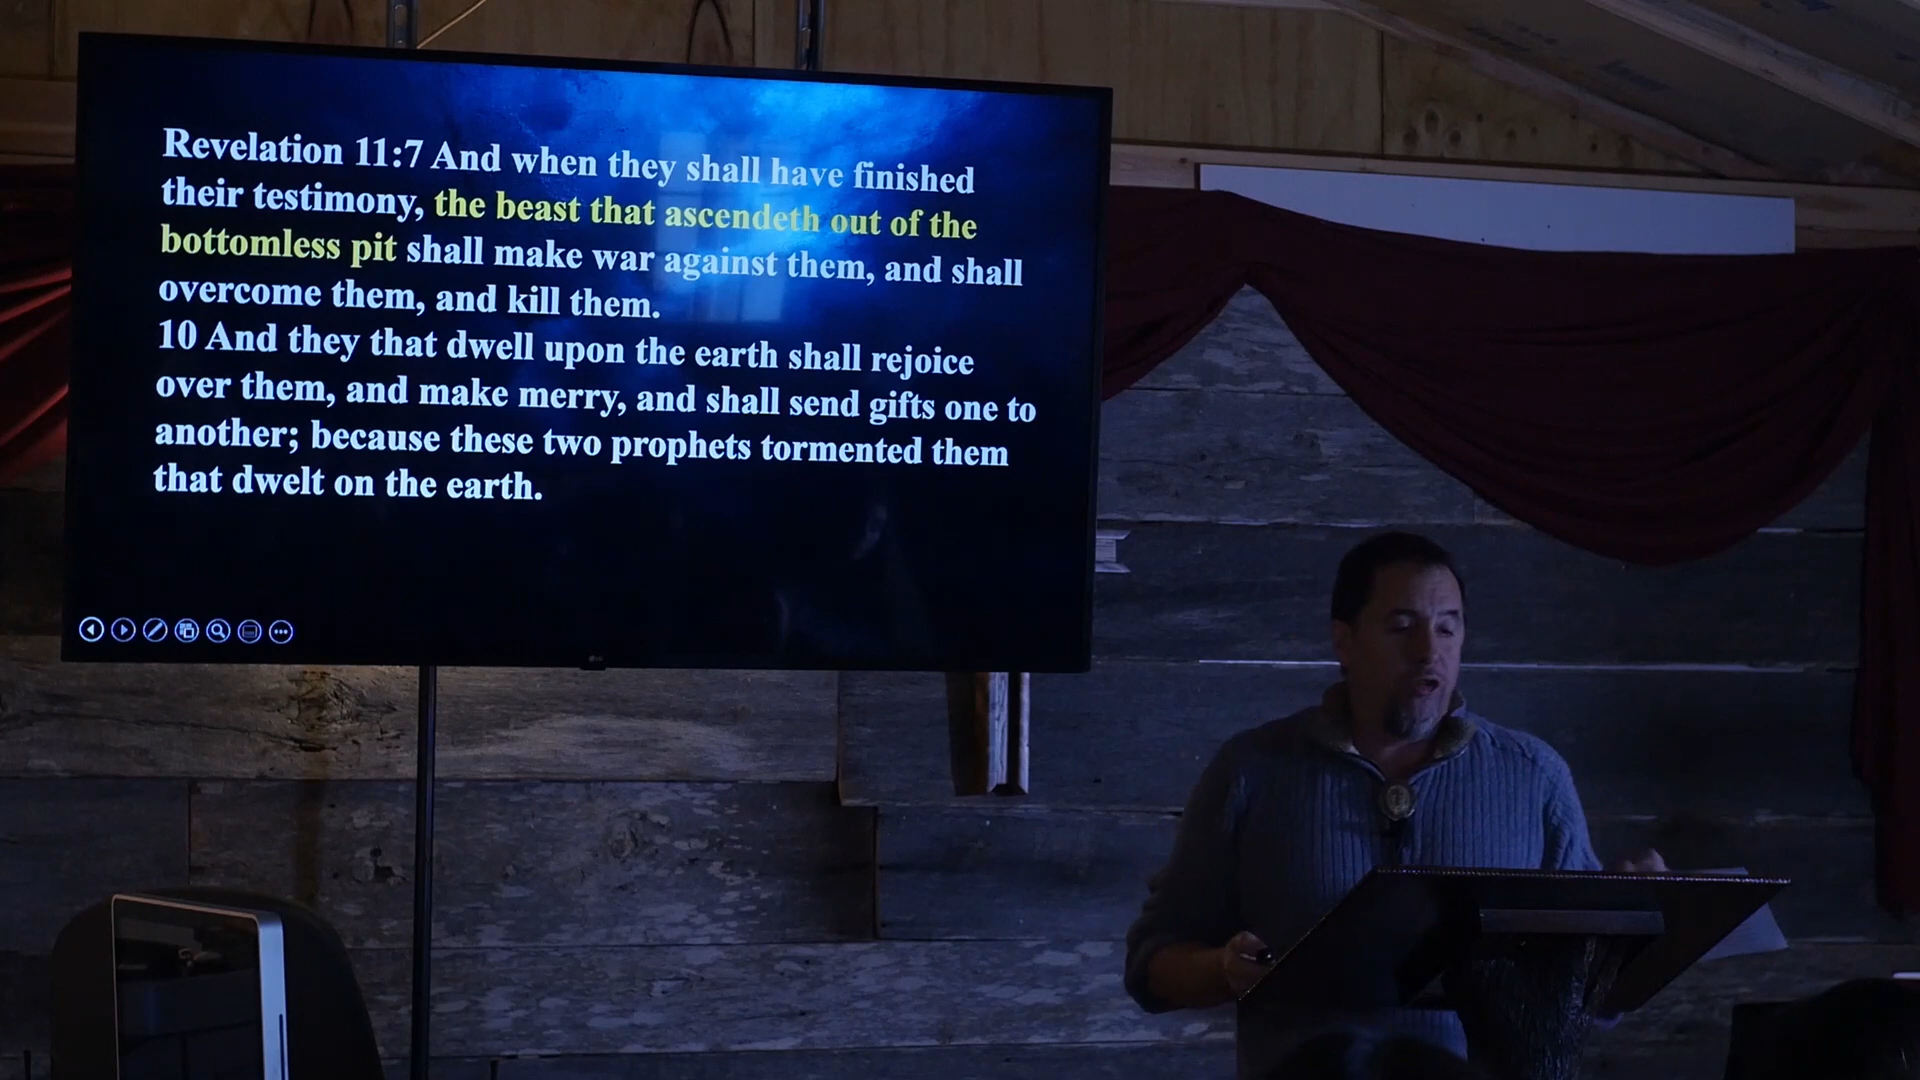 Revelation 11:7 And when they shall have finished
their testimony, the beast that ascendeth out of the
bottomless pit shall make war against them, and shall
overcome them, and kill them.
10 And they that dwell upon the earth shall rejoice
over them, and make merry, and shall send gifts one to
another; because these two prophets tormented them
that dwelt on the earth.